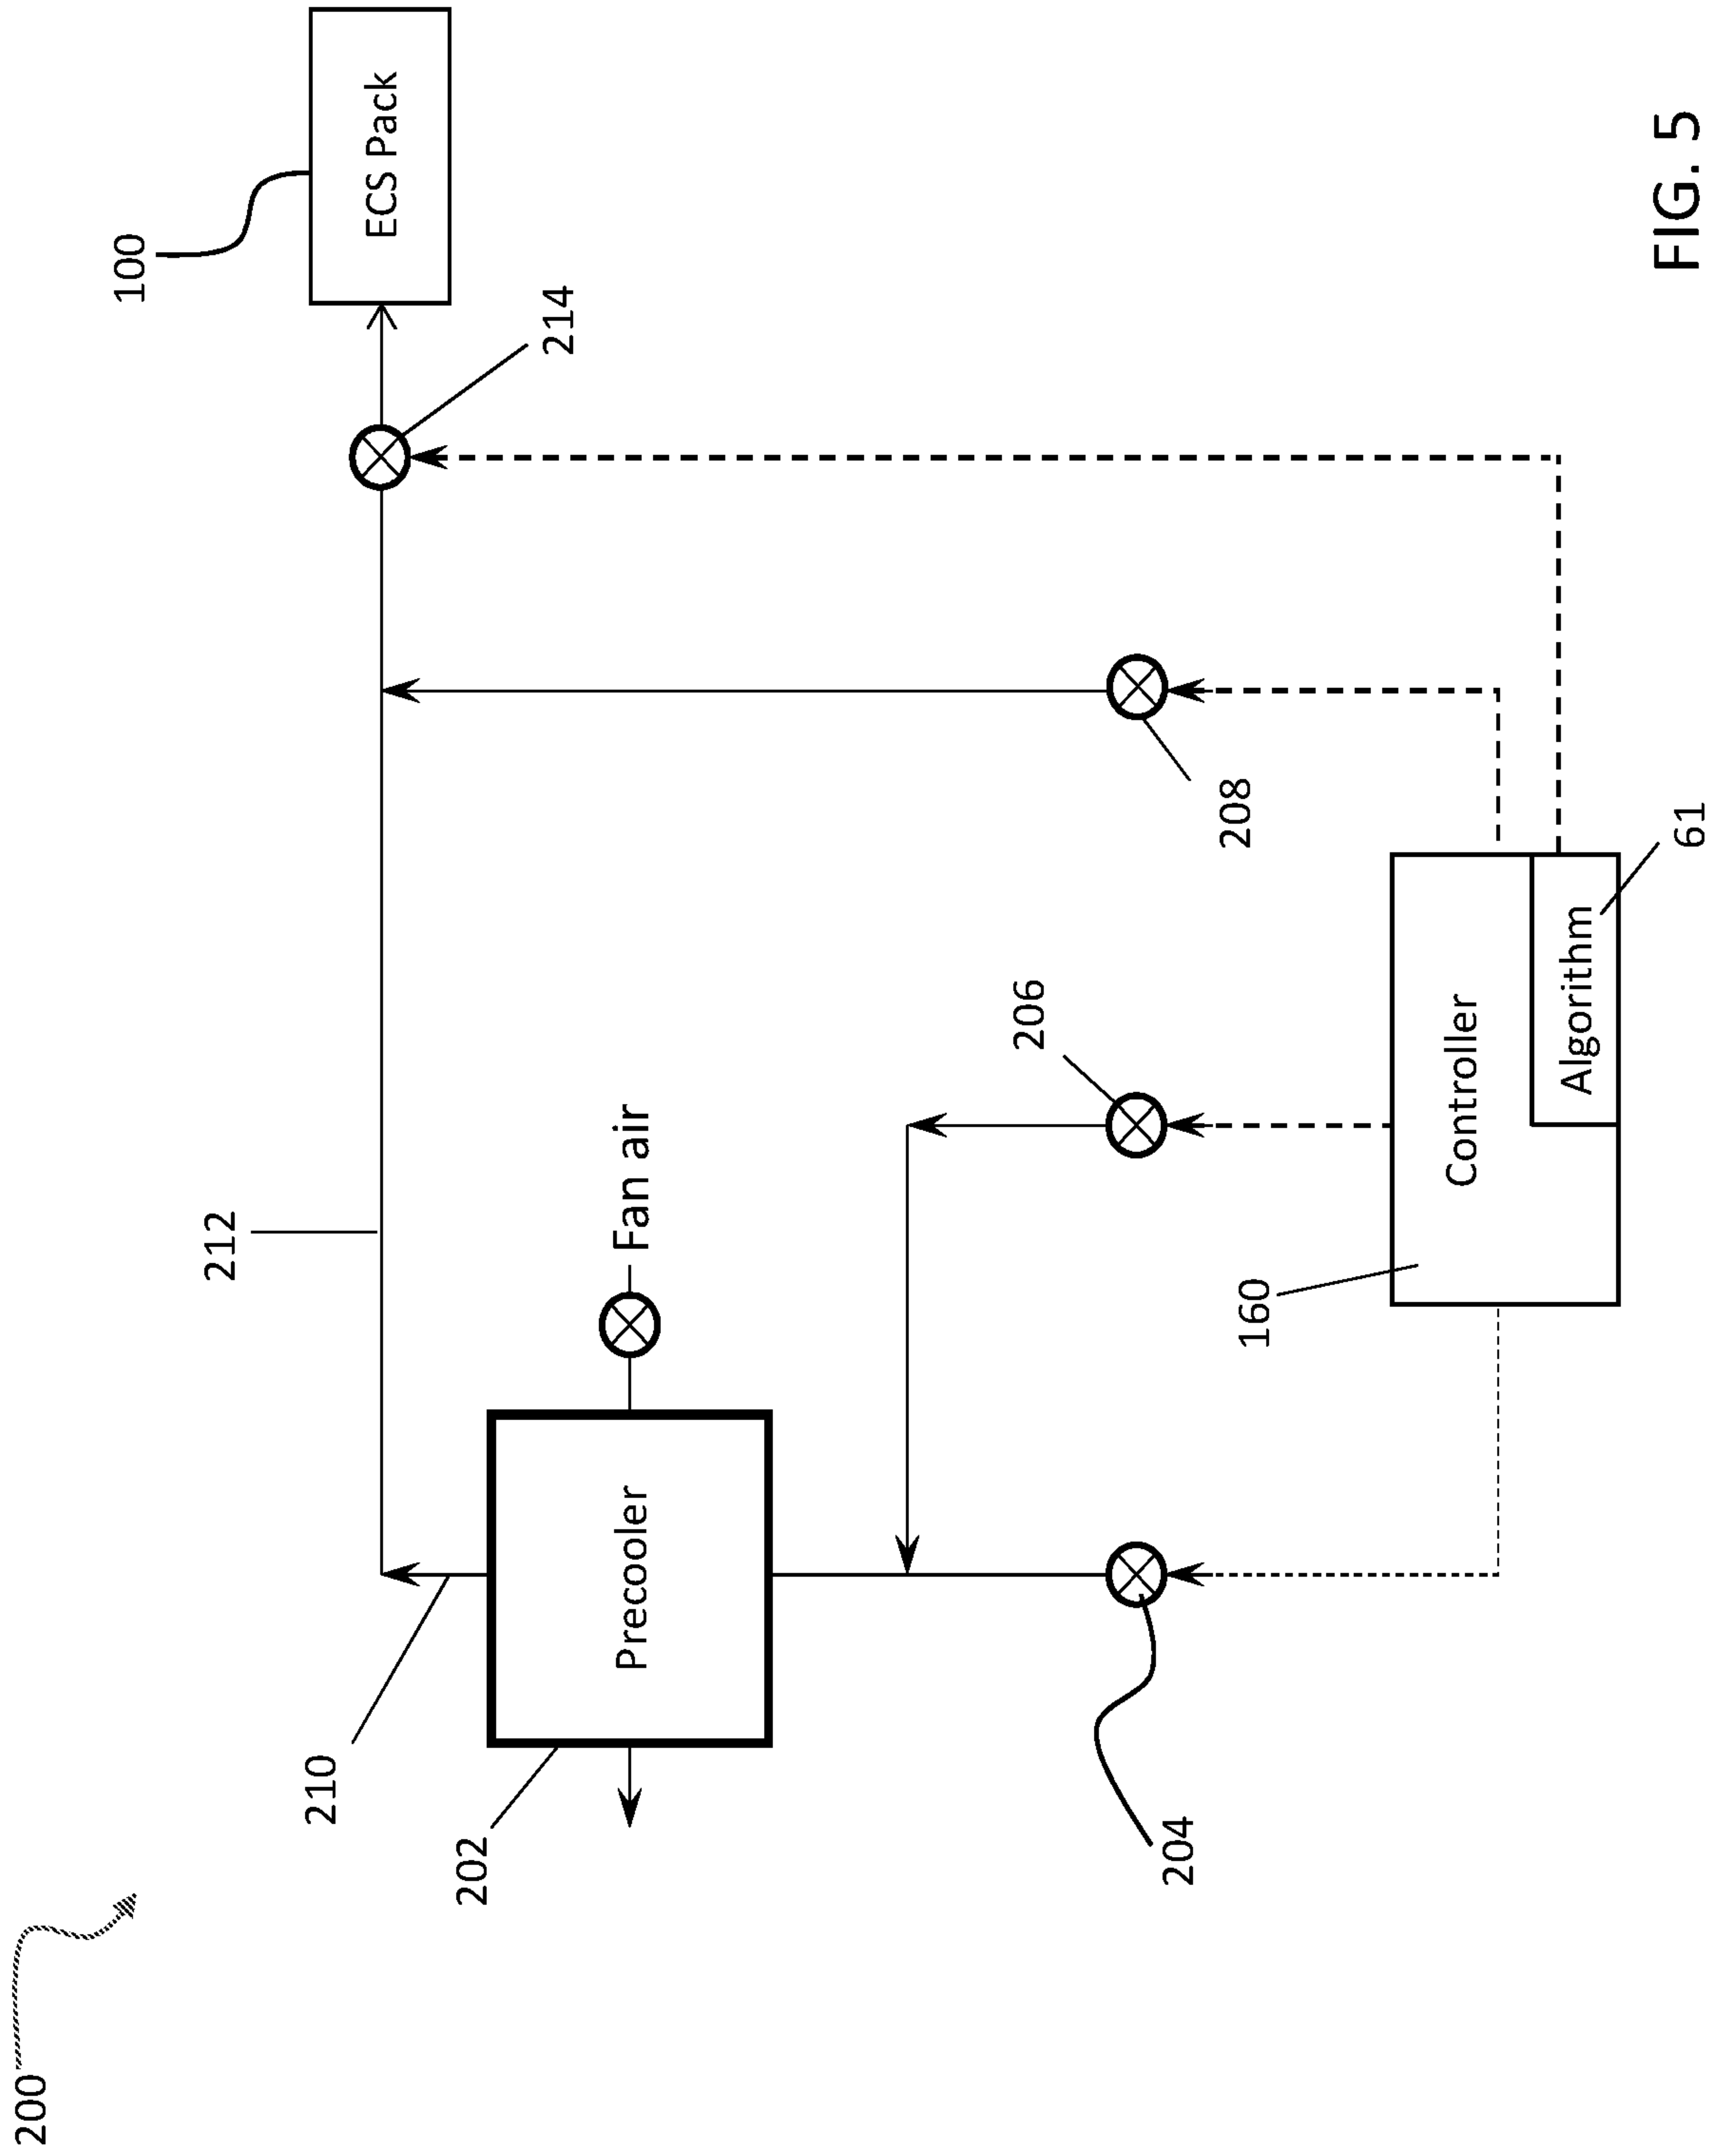 200
210
212
100
ECS Pack
214
202
Precooler
Fan air
206
208
204
160
Controller
Algorithm
61
FIG. 5